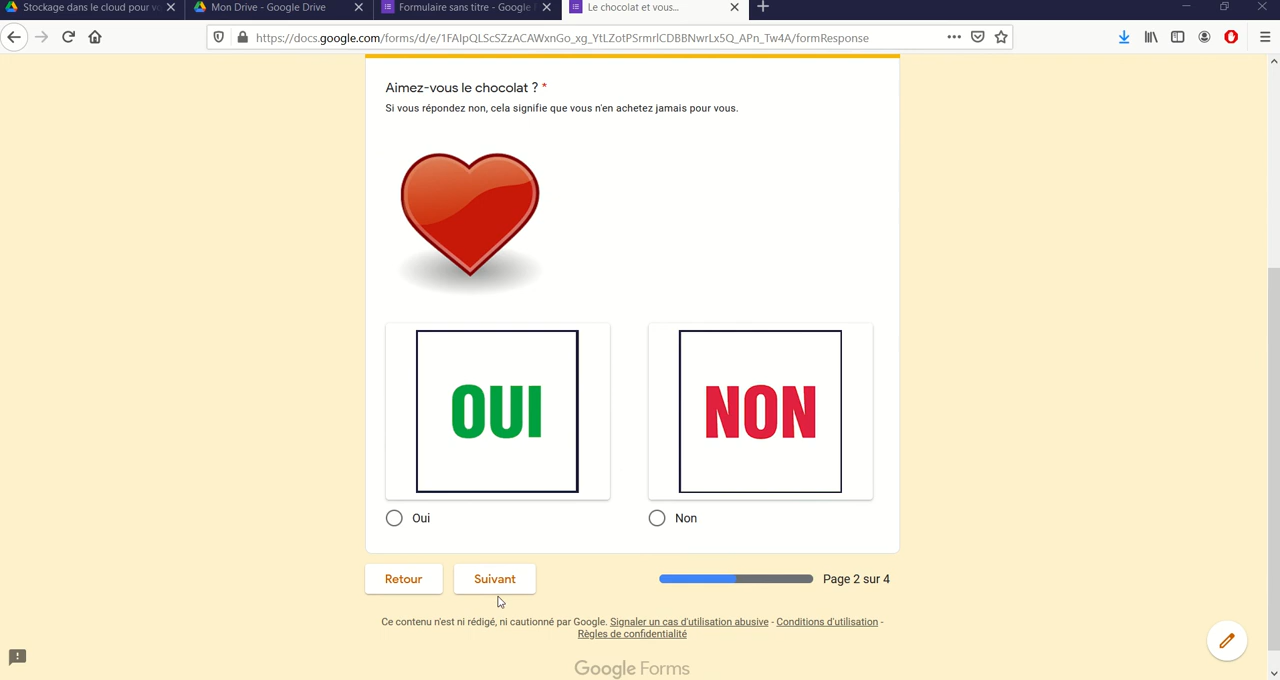 Stockage dans le cloud pour vo
Mon Drive - Google Drive
Formulaire sans titre - Google F
Le chocolat et vous...
https://docs.google.com/forms/d/e/1FAIpQLScSZzACAWxnGo_xg_YtLZotPSrmrlCDBBNwrLx5Q_APn_Tw4A/formResponse
Aimez-vous le chocolat ? *
Si vous répondez non, cela signifie que vous n'en achetez jamais pour vous.
OUI
NON
Oui
Non
Retour
Suivant
Page 2 sur 4
Ce contenu n'est ni rédigé, ni cautionné par Google. Signaler un cas d'utilisation abusive - Conditions d'utilisation -
Règles de confidentialité
Google Forms